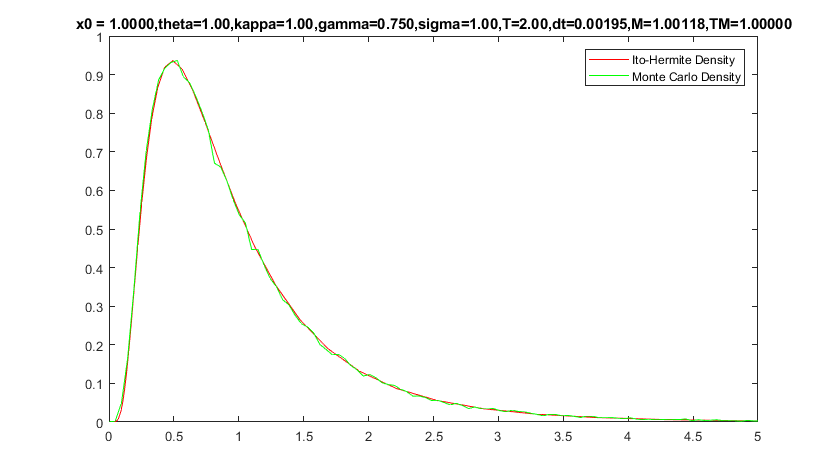 x0 = 1.0000,theta=1.00,kappa=1.00,gamma=0.750,sigma=1.00,T=2.00,dt=0.00195,M=1.00118,TM=1.00000
Ito-Hermite Density
Monte Carlo Density
1
0.9
0.8
0.7
0.6
0.5
0.4
0.3
0.2
0.1
0
0 0.5 1 1.5 2 2.5 3 3.5 4 4.5 5